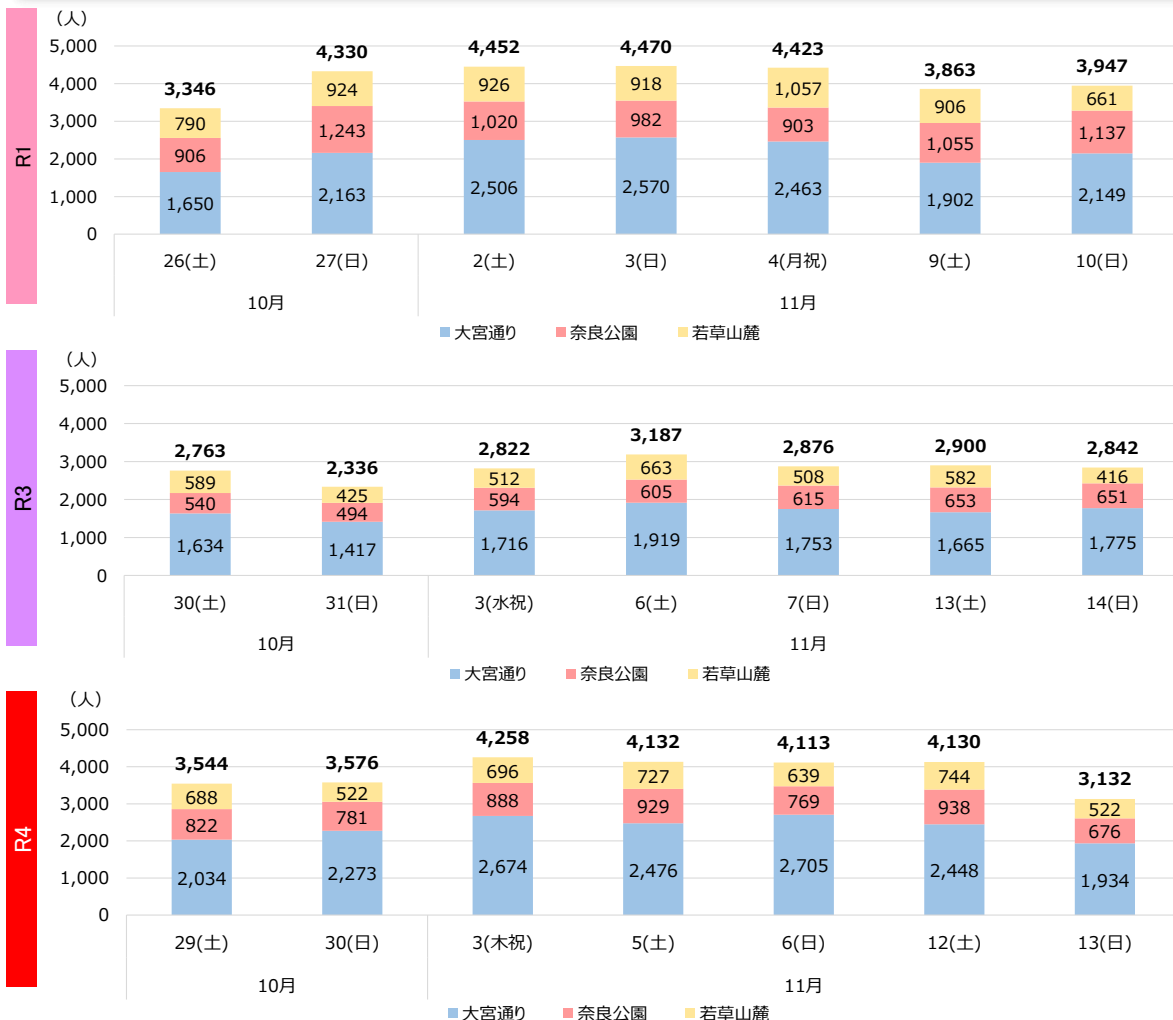 R1
（人）
5,000
4,000
3,000
2,000
1,000
0
3,346 4,330 4,452 4,470 4,423 3,863 3,947
790 924 926 918 1,057 906 661
906 1,243 1,020 982 903 1,055 1,137
1,650 2,163 2,506 2,570 2,463 1,902 2,149
26(土) 27(日) 2(土) 3(日) 4(月祝) 9(土) 10(日)
10月 11月
大宮通り 奈良公園 若草山麓
R3
（人）
5,000
4,000
3,000
2,000
1,000
0
2,763 2,336 2,822 3,187 2,876 2,900 2,842
589 425 512 663 508 582 416
540 494 594 605 615 653 651
1,634 1,417 1,716 1,919 1,753 1,665 1,775
30(土) 31(日) 3(水祝) 6(土) 7(日) 13(土) 14(日)
10月 11月
大宮通り 奈良公園 若草山麓
R4
（人）
5,000
4,000
3,000
2,000
1,000
0
3,544 3,576 4,258 4,132 4,113 4,130 3,132
688 522 696 727 639 744 522
822 781 888 929 769 938 676
2,034 2,273 2,674 2,476 2,705 2,448 1,934
29(土) 30(日) 3(木祝) 5(土) 6(日) 12(土) 13(日)
10月 11月
大宮通り 奈良公園 若草山麓